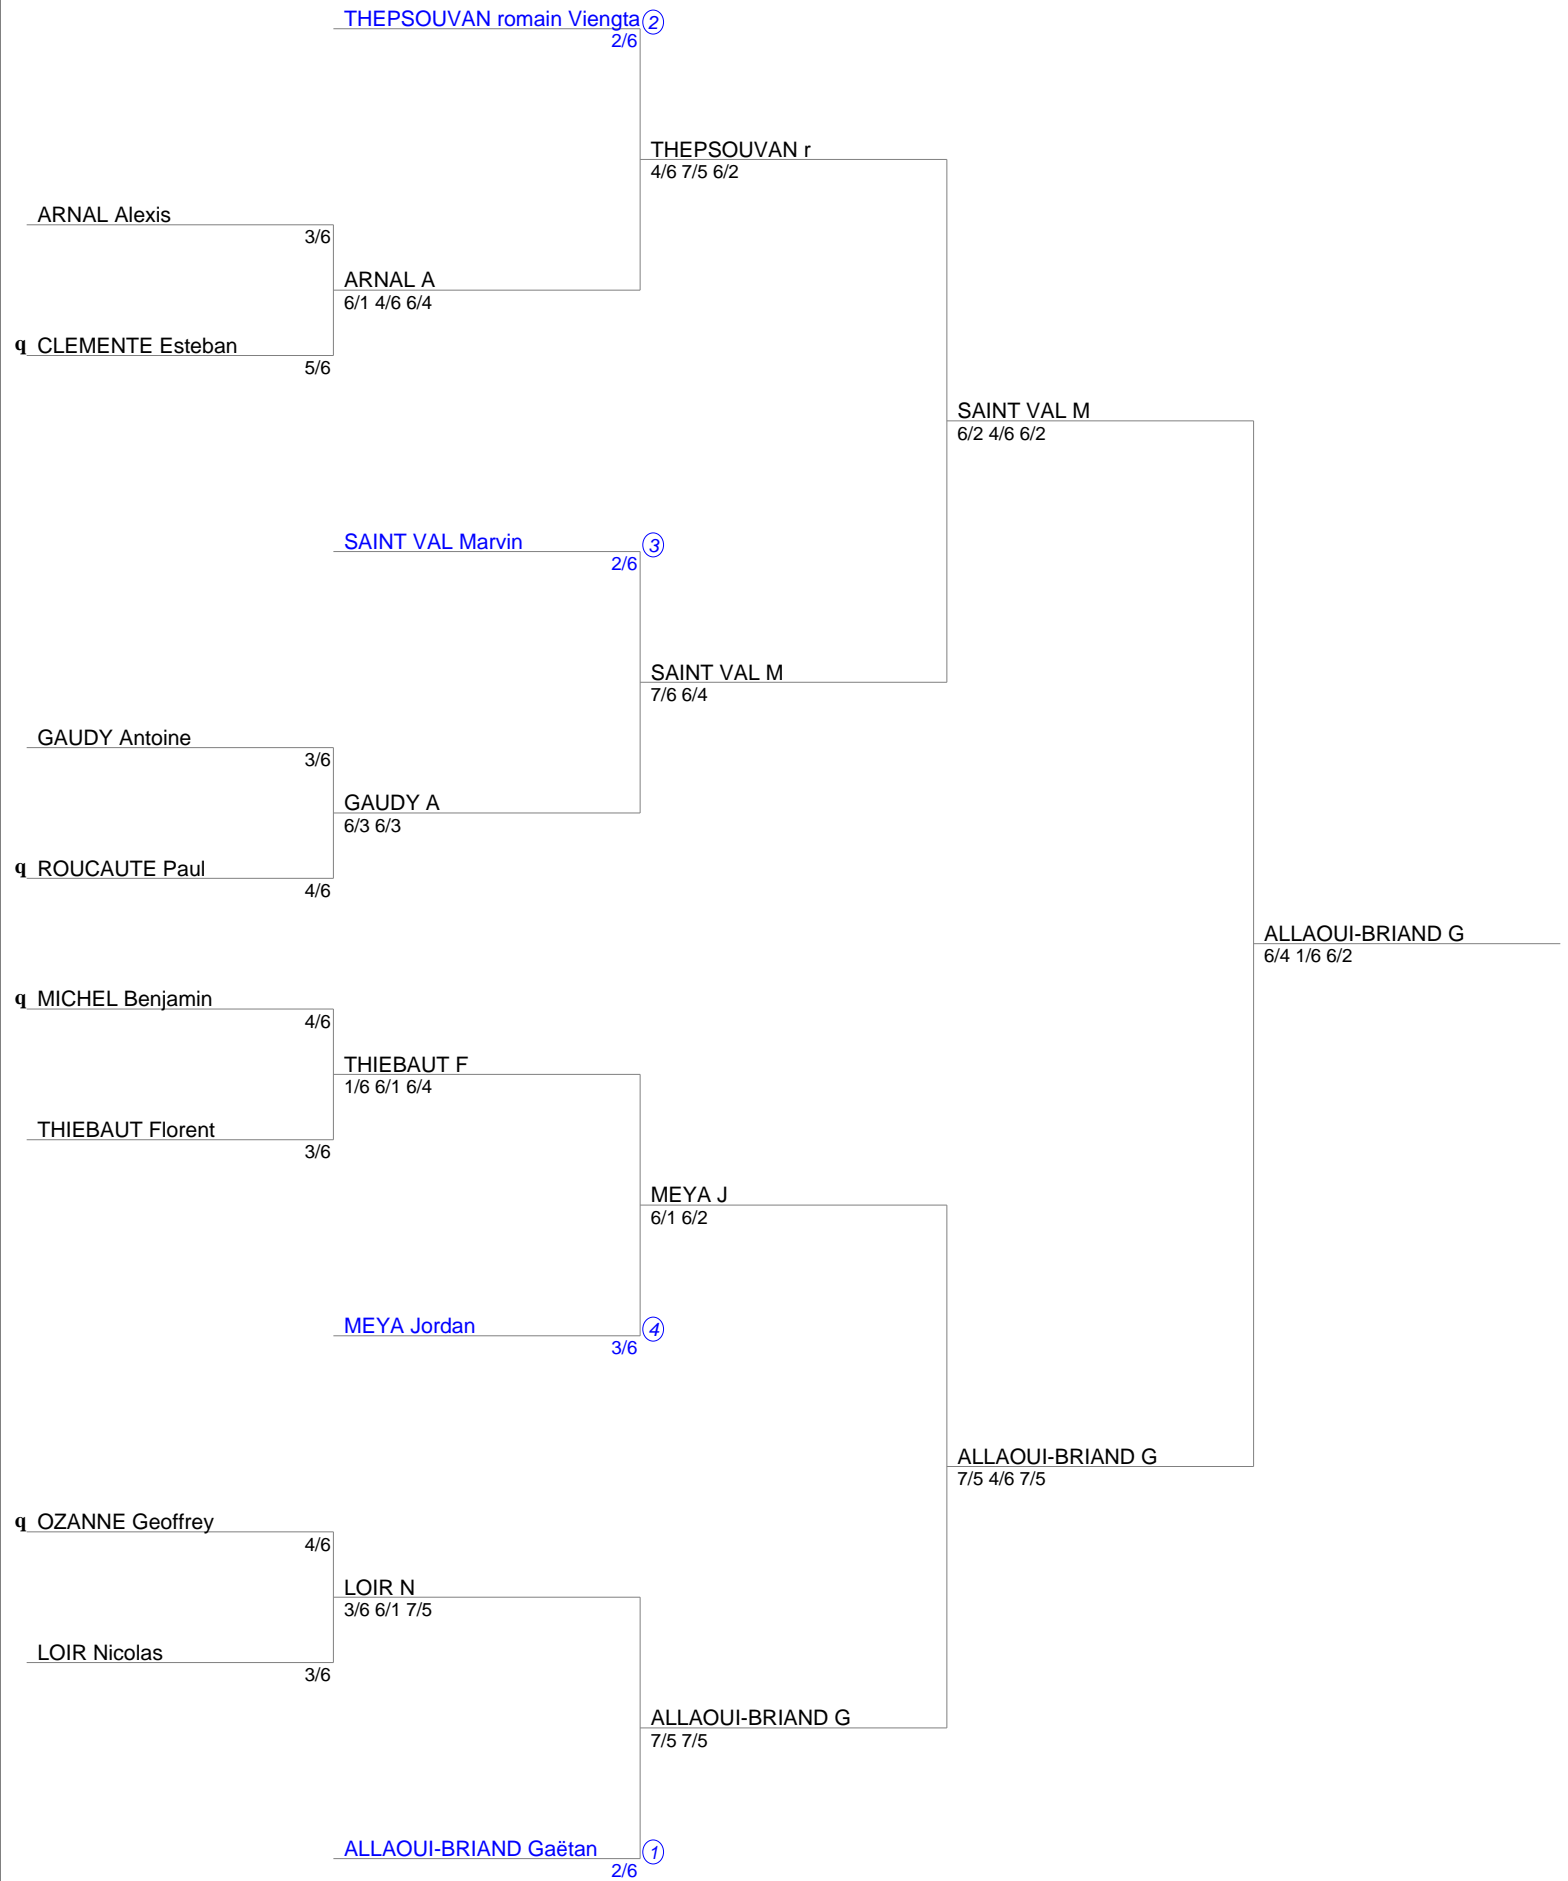 THEPSOUVAN romain Viengta 2
2/6
THEPSOUVAN r
4/6 7/5 6/2
ARNAL Alexis
3/6
ARNAL A
6/1 4/6 6/4
q CLEMENTE Esteban
5/6
SAINT VAL M
6/2 4/6 6/2
SAINT VAL Marvin 3
2/6
SAINT VAL M
7/6 6/4
GAUDY Antoine
3/6
GAUDY A
6/3 6/3
q ROUCAUTE Paul
4/6
ALLAOUI-BRIAND G
6/4 1/6 6/2
q MICHEL Benjamin
4/6
THIEBAUT F
1/6 6/1 6/4
THIEBAUT Florent
3/6
MEYA J
6/1 6/2
MEYA Jordan 4
3/6
ALLAOUI-BRIAND G
7/5 4/6 7/5
q OZANNE Geoffrey
4/6
LOIR N
3/6 6/1 7/5
LOIR Nicolas
3/6
ALLAOUI-BRIAND G
7/5 7/5
ALLAOUI-BRIAND Gaëtan 1
2/6